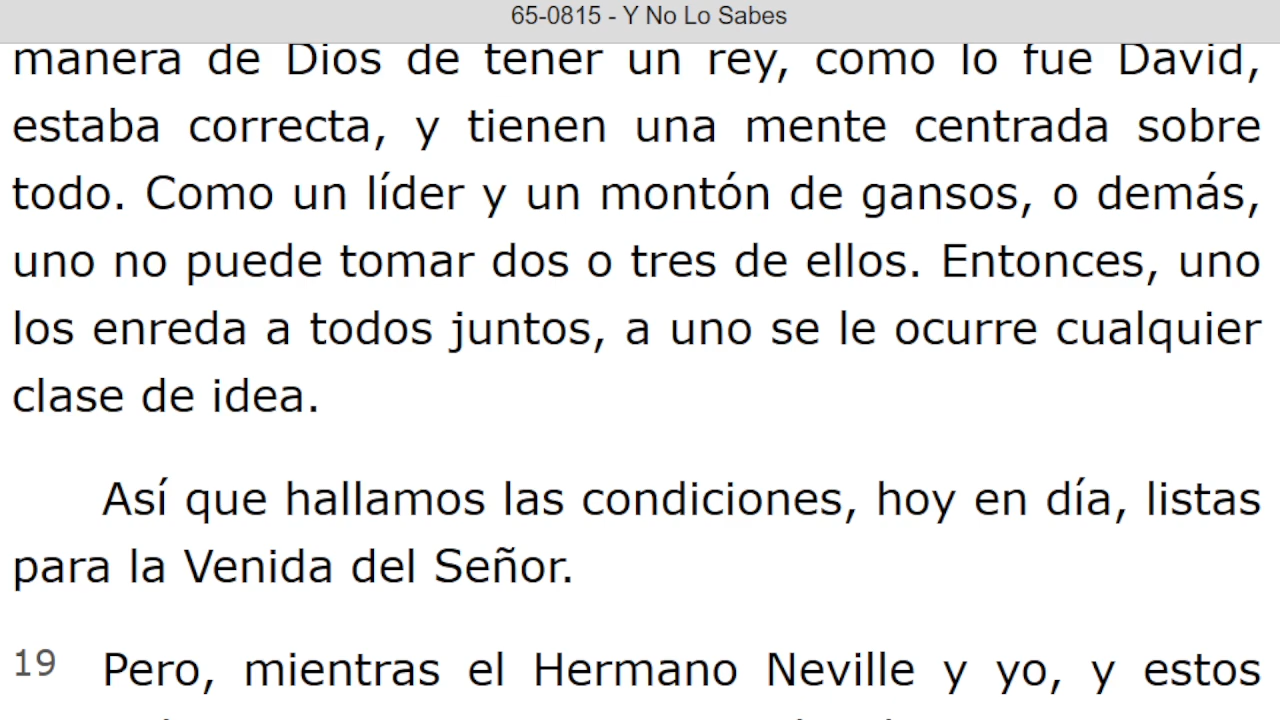 65-0815 - Y No Lo Sabes
manera de Dios de tener un rey, como lo fue David,
estaba correcta, y tienen una mente centrada sobre
todo. Como un líder y un montón de gansos, o demás,
uno no puede tomar dos o tres de ellos. Entonces, uno
los enreda a todos juntos, a uno se le ocurre cualquier
clase de idea.
Así que hallamos las condiciones, hoy en día, listas
para la Venida del Señor.
19 Pero, mientras el Hermano Neville y yo, y estos